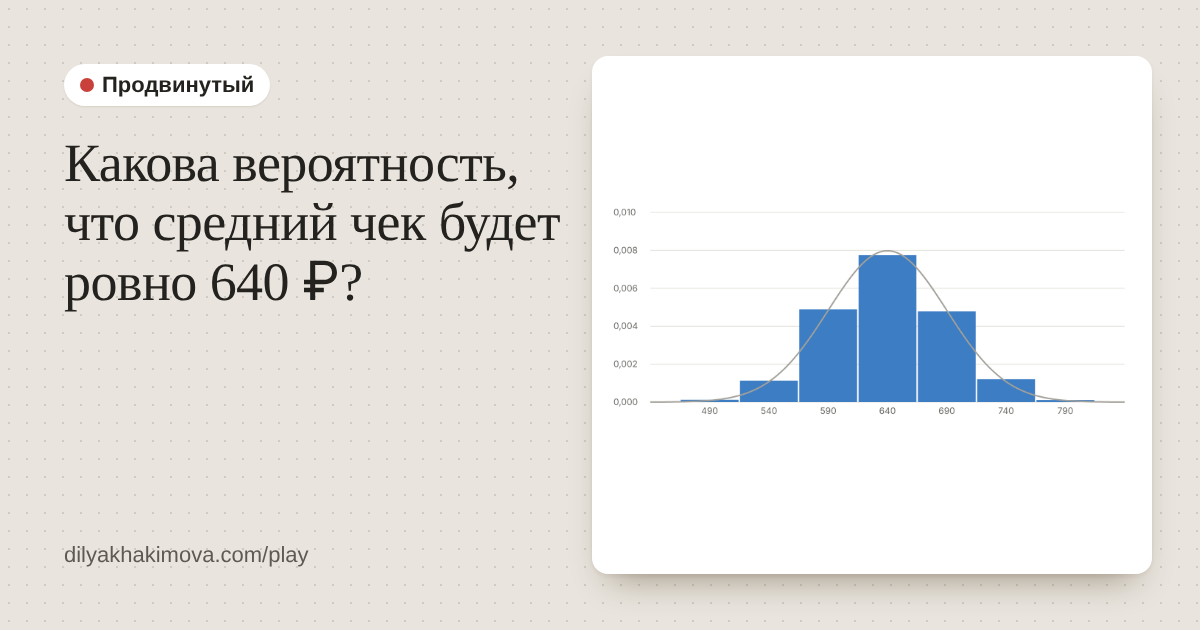 Продвинутый
Какова вероятность,
что средний чек будет
ровно 640 ₽?
0,010
0,008
0,006
0,004
0,002
0,000
490 540 590 640 690 740 790
dilyakhakimova.com/play